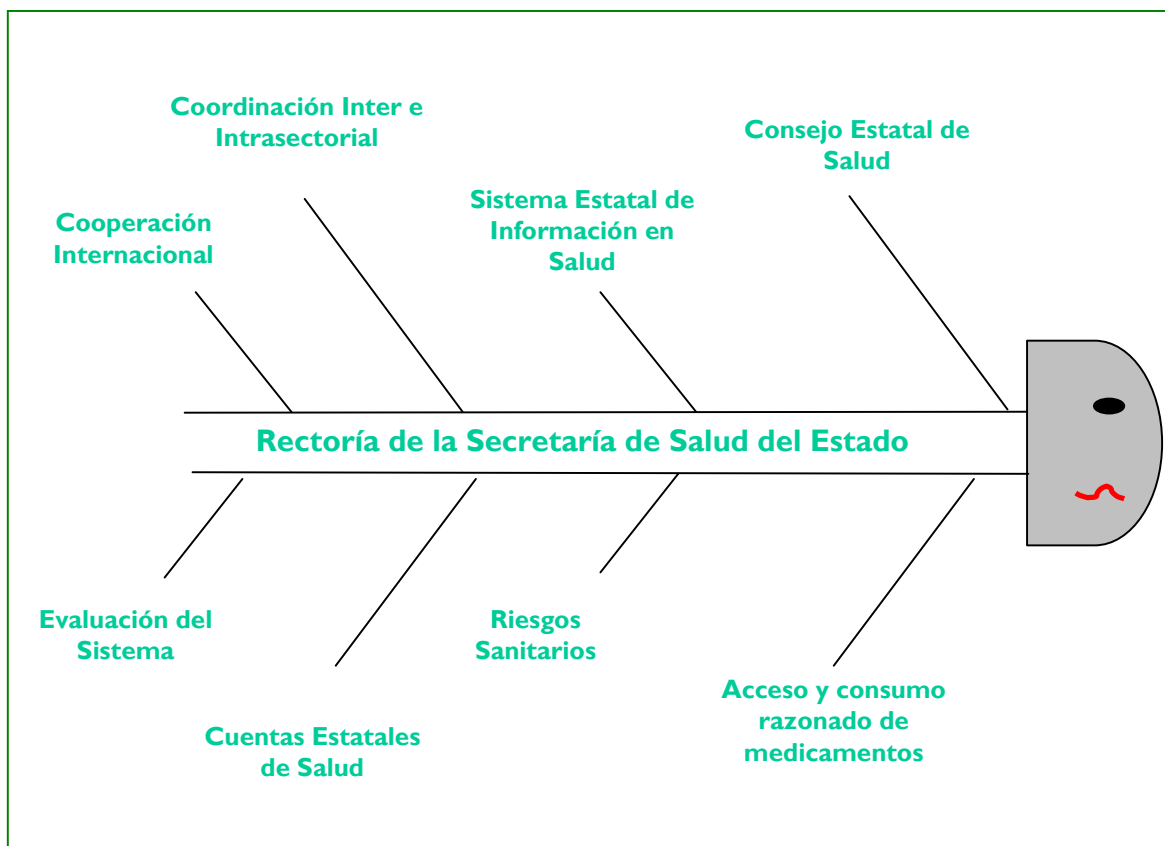 Coordinación Inter e
Intrasectorial
Consejo Estatal de
Salud
Sistema Estatal de
Información en
Salud
Cooperación
Internacional
Rectoría de la Secretaría de Salud del Estado
Evaluación del
Sistema
Riesgos
Sanitarios
Acceso y consumo
razonado de
medicamentos
Cuentas Estatales
de Salud